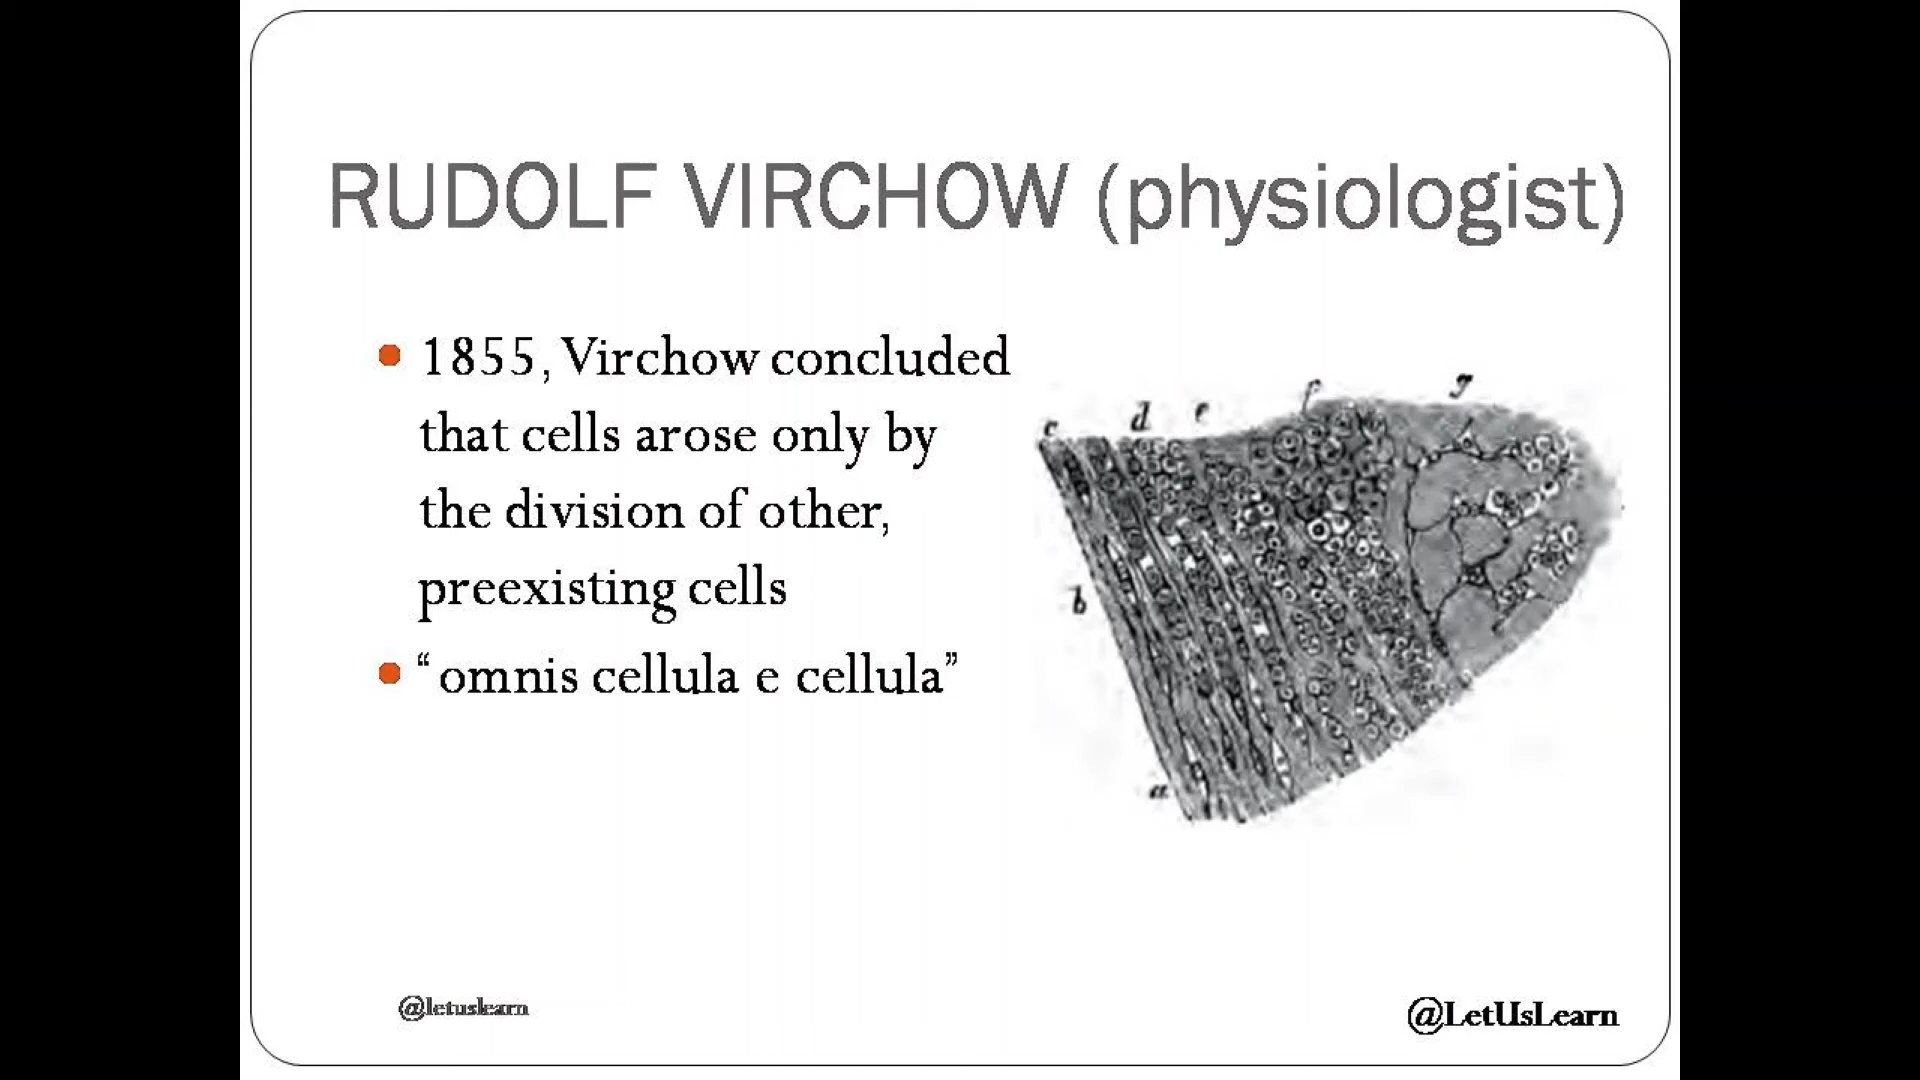 RUDOLF VIRCHOW (physiologist)
• 1855, Virchow concluded
that cells arose only by
the division of other,
preexisting cells
• “omnis cellula e cellula”
c d e f g
b
a
@letuslearn
@LetUsLearn